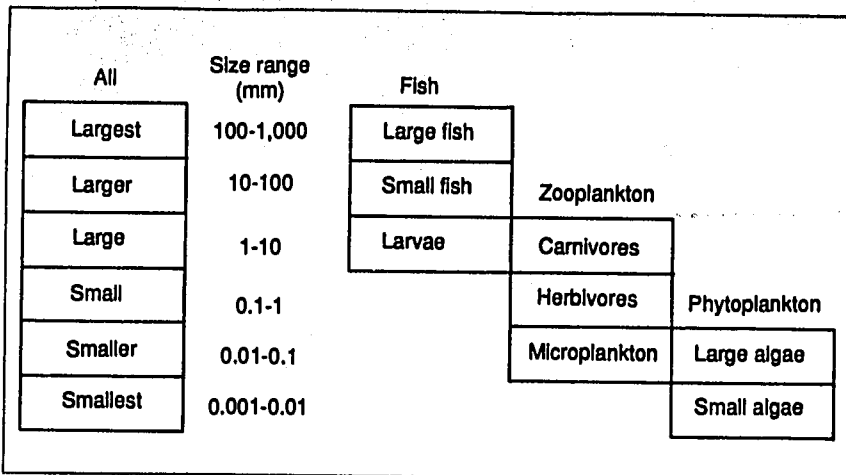 All
Size range
(mm)
Fish
Largest
100-1,000
Large fish
Larger
10-100
Small fish
Zooplankton
Large
1-10
Larvae
Carnivores
Small
0.1-1
Herbivores
Phytoplankton
Smaller
0.01-0.1
Microplankton
Large algae
Smallest
0.001-0.01
Small algae